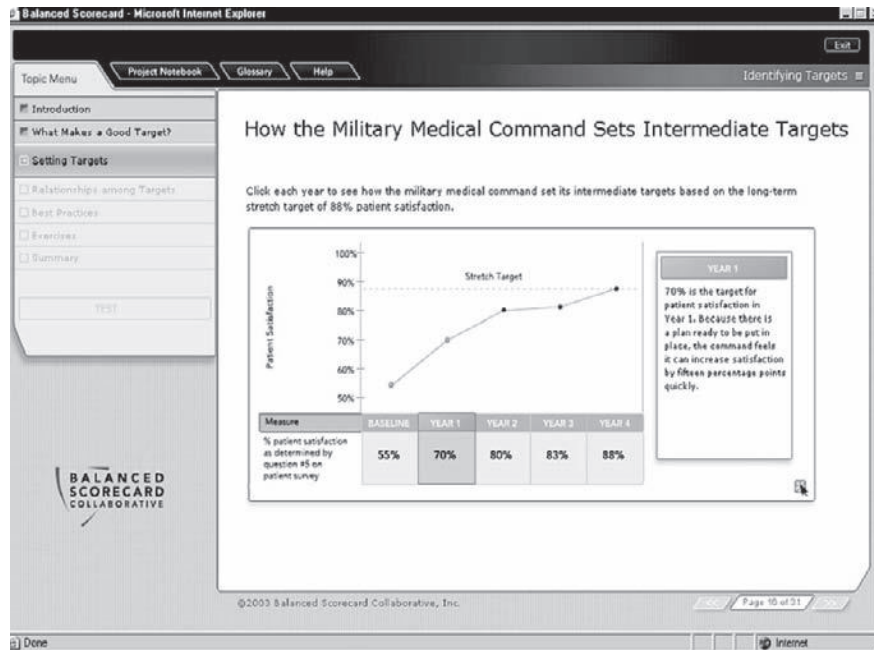 Balanced Scorecard - Microsoft Internet Explorer
Exit
Topic Menu
Project Notebook
Glossary
Help
Identifying Targets
Introduction
What Makes a Good Target?
Setting Targets
Relationships among Targets
Best Practices
Exercises
Summary
TEST
How the Military Medical Command Sets Intermediate Targets
Click each year to see how the military medical command set its intermediate targets based on the long-term
stretch target of 88% patient satisfaction.
100%
90%
80%
70%
60%
50%
Patient Satisfaction
Stretch Target
Measure
BASELINE
YEAR 1
YEAR 2
YEAR 3
YEAR 4
% patient satisfaction
as determined by
question #5 on
patient survey
55%
70%
80%
83%
88%
YEAR 1
70% is the target for
patient satisfaction in
Year 1. Because there is
a plan ready to be put in
place, the command feels
it can increase satisfaction
by fifteen percentage points
quickly.
BALANCED
SCORECARD
COLLABORATIVE
©2003 Balanced Scorecard Collaborative, Inc.
Done
Internet